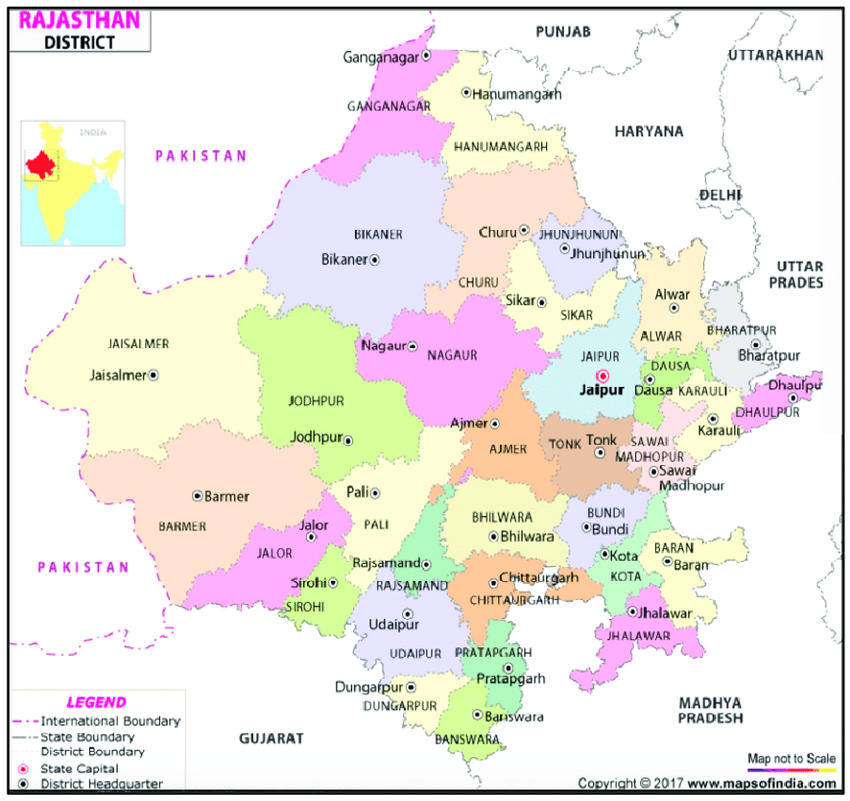 RAJASTHAN
DISTRICT
PUNJAB
UTTARAKHAN
Ganganagar
GANGANAGAR
Hanumangarh
HANUMANGARH
HARYANA
INDIA
PAKISTAN
DELHI
BIKANER
Bikaner
Churu
CHURU
JHUNJHUNUN
Jhunjhunun
UTTAR
PRADES
Sikar
SIKAR
Alwar
ALWAR
JAISALMER
Jaisalmer
Nagaur
NAGAUR
JAIPUR
Jaipur
BHARATPUR
Bharatpur
DAUSA
Dausa
KARAULI
Karauli
Dhaulpu
DHAULPUR
JODHPUR
Jodhpur
Ajmer
AJMER
TONK
Tonk
SAWAI
MADHOPUR
Sawai
Madhopur
Barmer
BARMER
Pali
PALI
BHILWARA
Bhilwara
BUNDI
Bundi
Jalor
JALOR
Kota
KOTA
BARAN
Baran
PAKISTAN
Sirohi
SIROHI
Rajsamand
RAJSAMAND
Chittaurgarh
CHITTAURGARH
Udaipur
UDAIPUR
Jhalawar
JHALAWAR
PRATAPGARH
Pratapgarh
Dungarpur
DUNGARPUR
Banswara
BANSWARA
GUJARAT
MADHYA
PRADESH
LEGEND
International Boundary
State Boundary
District Boundary
State Capital
District Headquarter
Map not to Scale
Copyright © 2017 www.mapsofindia.com